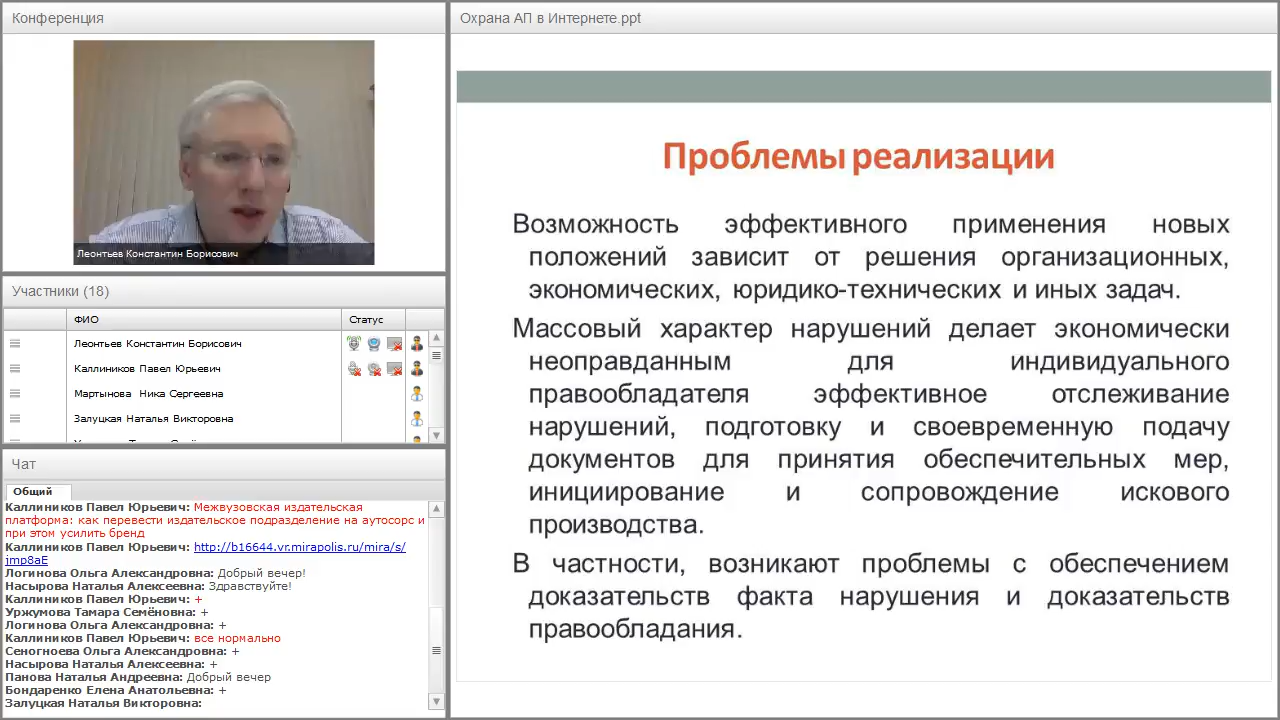 Конференция
Леонтьев Константин Борисович
Участники (18)
ФИО
Статус
Леонтьев Константин Борисович
Каллиников Павел Юрьевич
Мартынова Ника Сергеевна
Залуцкая Наталья Викторовна
Чат
Общий
Каллиников Павел Юрьевич: Межвузовская издательская
платформа: как перевести издательское подразделение на аутосорс и
при этом усилить бренд
Каллиников Павел Юрьевич: http://b16644.vr.mirapolis.ru/mira/s/
jmp8aE
Логинова Ольга Александровна: Добрый вечер!
Насырова Наталья Алексеевна: Здравствуйте!
Каллиников Павел Юрьевич: +
Уржумова Тамара Семёновна: +
Логинова Ольга Александровна: +
Каллиников Павел Юрьевич: все нормально
Сеногноева Ольга Александровна: +
Насырова Наталья Алексеевна: +
Панова Наталья Андреевна: Добрый вечер
Бондаренко Елена Анатольевна: +
Залуцкая Наталья Викторовна:
Охрана АП в Интернете.ppt
Проблемы реализации
Возможность эффективного применения новых
положений зависит от решения организационных,
экономических, юридико-технических и иных задач.
Массовый характер нарушений делает экономически
неоправданным для индивидуального
правообладателя эффективное отслеживание
нарушений, подготовку и своевременную подачу
документов для принятия обеспечительных мер,
инициирование и сопровождение искового
производства.
В частности, возникают проблемы с обеспечением
доказательств факта нарушения и доказательств
правообладания.